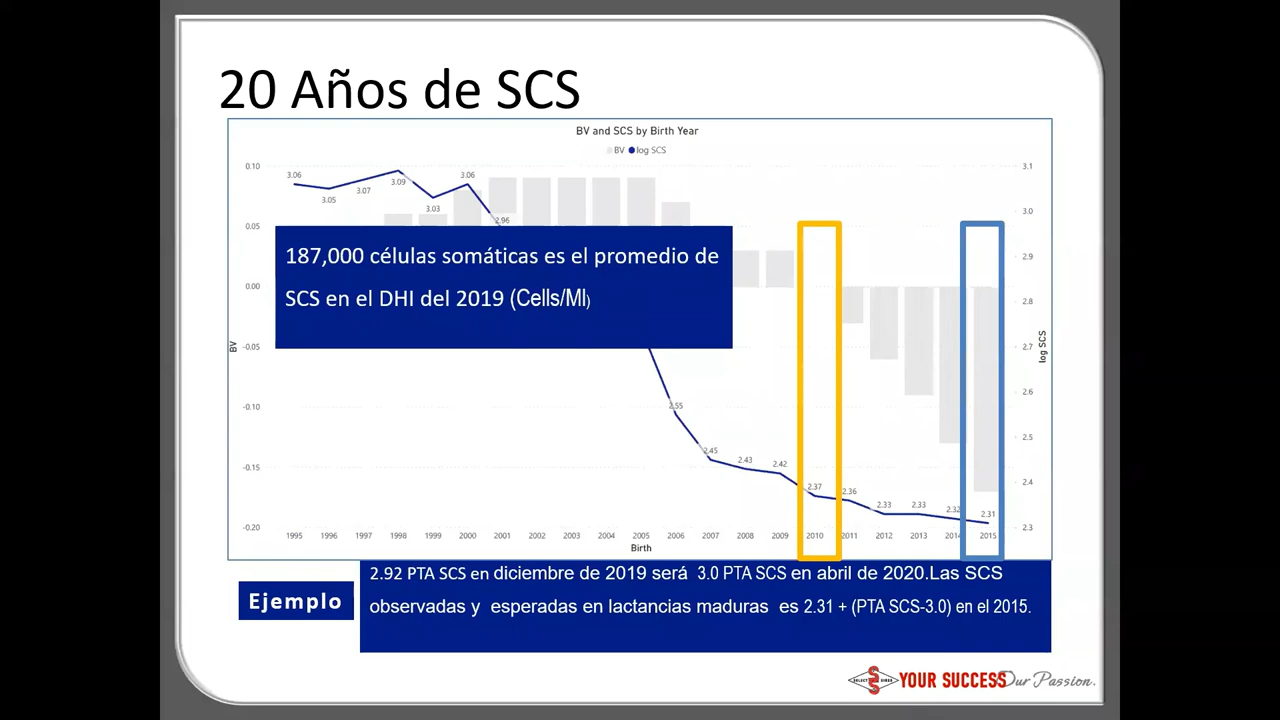 20 Años de SCS
BV and SCS by Birth Year
BV log SCS
0.10
0.05
0.00
-0.05
-0.10
-0.15
-0.20
BV
3.06
3.05
3.07
3.09
3.03
3.06
2.96
2.55
2.45
2.43
2.42
2.37
2.36
2.33
2.33
2.32
2.31
3.1
3.0
2.9
2.8
2.7
2.6
2.5
2.4
2.3
log SCS
187,000 células somáticas es el promedio de
SCS en el DHI del 2019 (Cells/Ml)
1995 1996 1997 1998 1999 2000 2001 2002 2003 2004 2005 2006 2007 2008 2009 2010 2011 2012 2013 2014 2015
Birth
Ejemplo
2.92 PTA SCS en diciembre de 2019 será 3.0 PTA SCS en abril de 2020.Las SCS
observadas y esperadas en lactancias maduras es 2.31 + (PTA SCS-3.0) en el 2015.
SELECT SIRES
YOUR SUCCESS Our Passion.